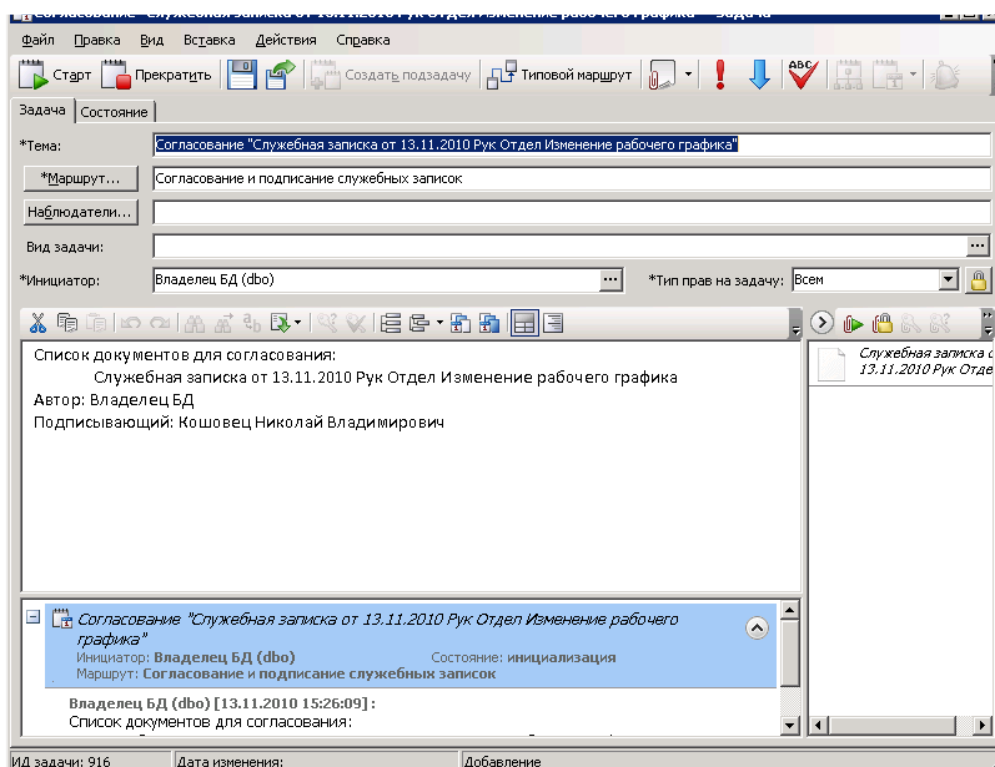 Файл Правка Вид Вставка Действия Справка
Старт Прекратить Создать подзадачу Типовой маршрут ABC
Задача Состояние
*Тема: Согласование "Служебная записка от 13.11.2010 Рук Отдел Изменение рабочего графика"
*Маршрут... Согласование и подписание служебных записок
Наблюдатели...
Вид задачи: ...
*Инициатор: Владелец БД (dbo) ... *Тип прав на задачу: Всем
Список документов для согласования:
Служебная записка от 13.11.2010 Рук Отдел Изменение рабочего графика
Автор: Владелец БД
Подписывающий: Кошовец Николай Владимирович
Служебная записка
13.11.2010 Рук Отде
Согласование "Служебная записка от 13.11.2010 Рук Отдел Изменение рабочего
графика"
Инициатор: Владелец БД (dbo) Состояние: инициализация
Маршрут: Согласование и подписание служебных записок
Владелец БД (dbo) [13.11.2010 15:26:09]:
Список документов для согласования:
ИД задачи: 916 Дата изменения: Добавление